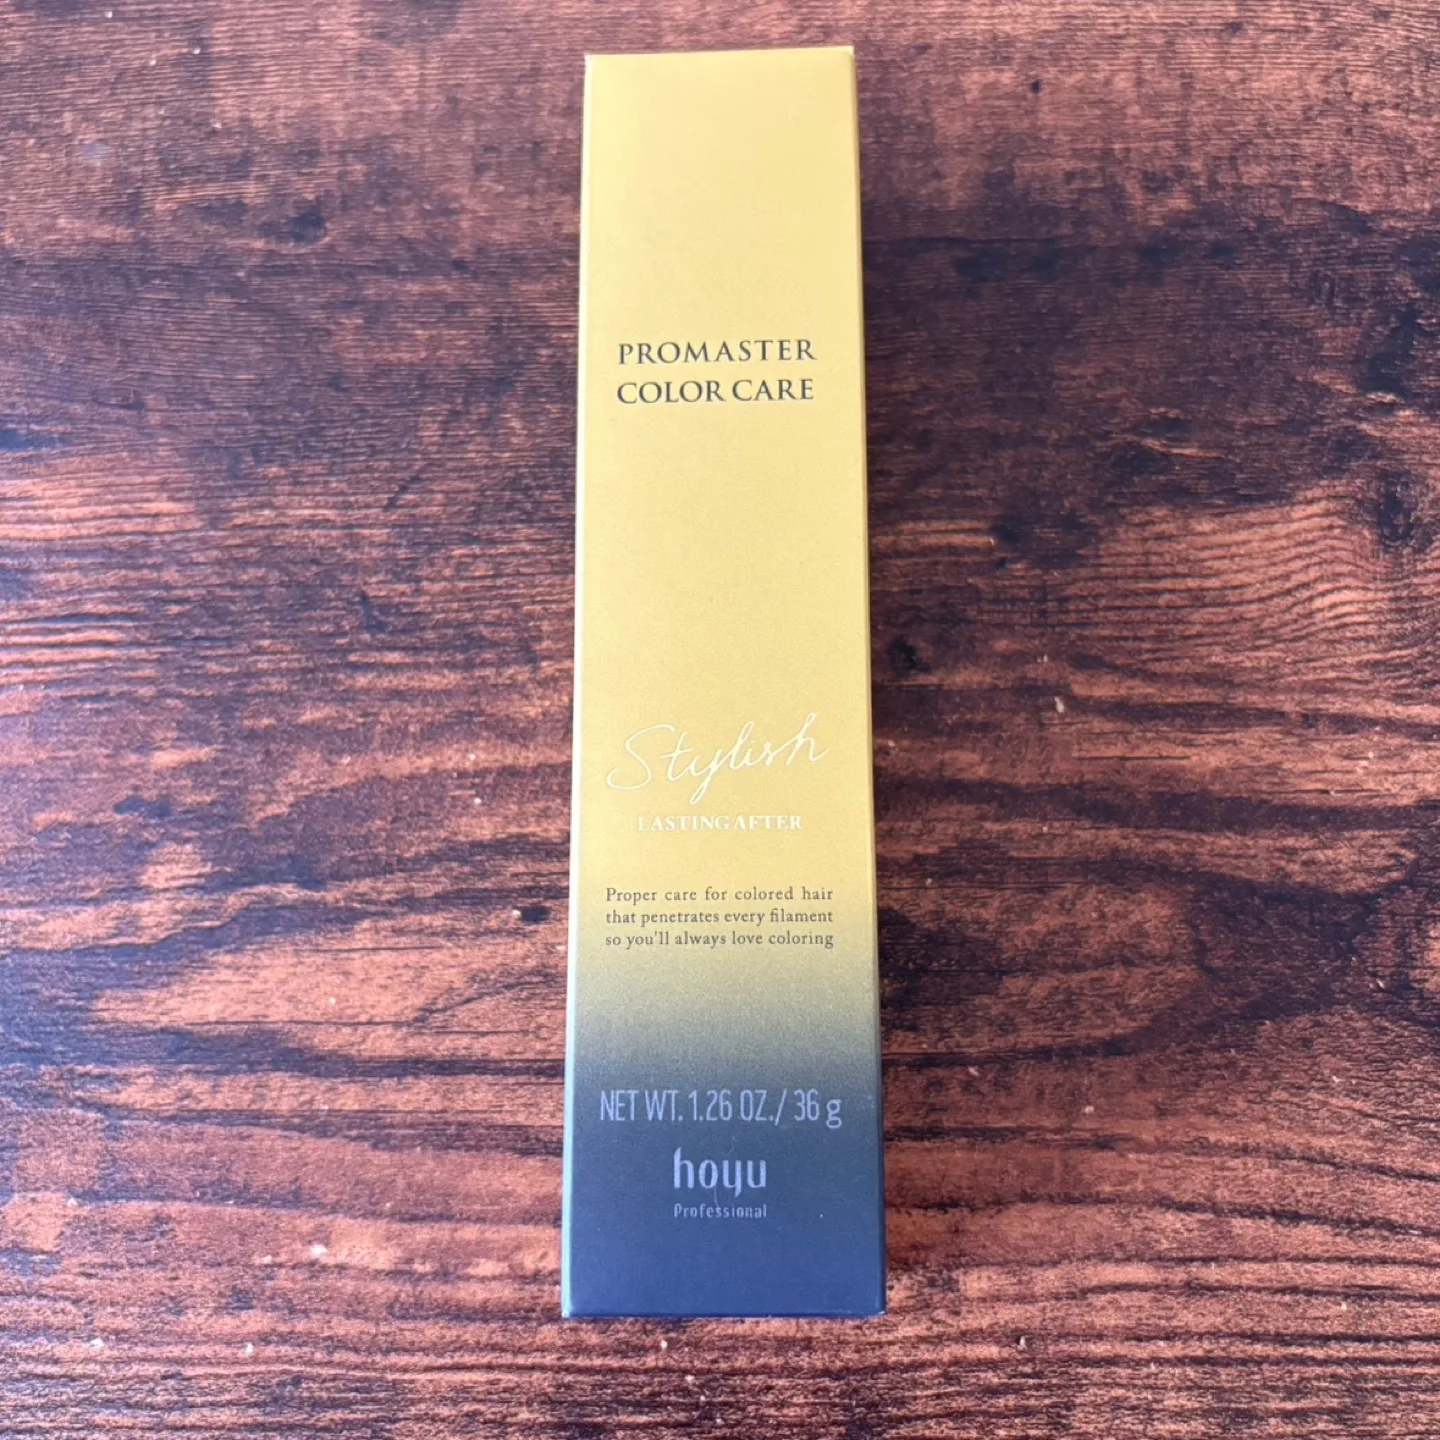 PROMASTER
COLOR CARE
Stylish
LASTING AFTER
Proper care for colored hair
that penetrates every filament
so you'll always love coloring
NET WT. 1.26 OZ./ 36 g
hoyu
Professional